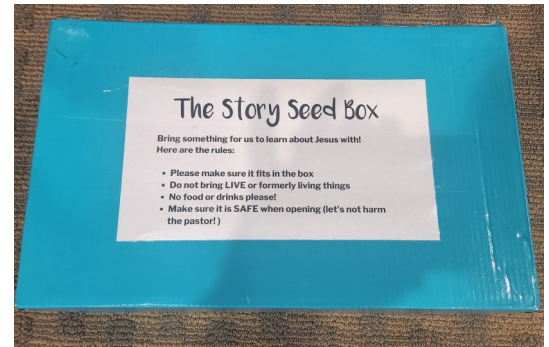 The Story Seed Box
Bring something for us to learn about Jesus with!
Here are the rules:
• Please make sure it fits in the box
• Do not bring LIVE or formerly living things
• No food or drinks please!
• Make sure it is SAFE when opening (let's not harm
the pastor! )